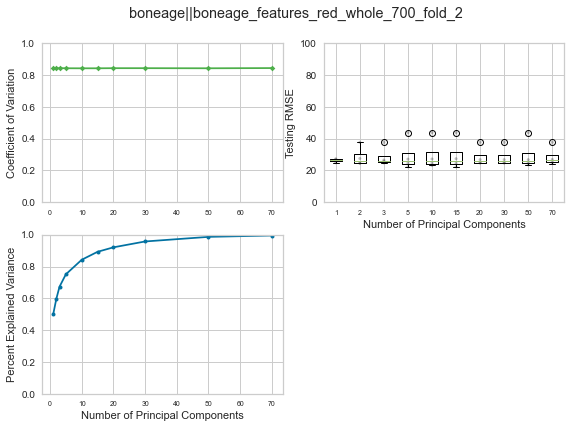 boneage||boneage_features_red_whole_700_fold_2
Coefficient of Variation
1.0
0.8
0.6
0.4
0.2
0.0
0 10 20 30 40 50 60 70
Testing RMSE
100
80
60
40
20
0
1 2 3 5 10 15 20 30 50 70
Number of Principal Components
Percent Explained Variance
1.0
0.8
0.6
0.4
0.2
0.0
0 10 20 30 40 50 60 70
Number of Principal Components